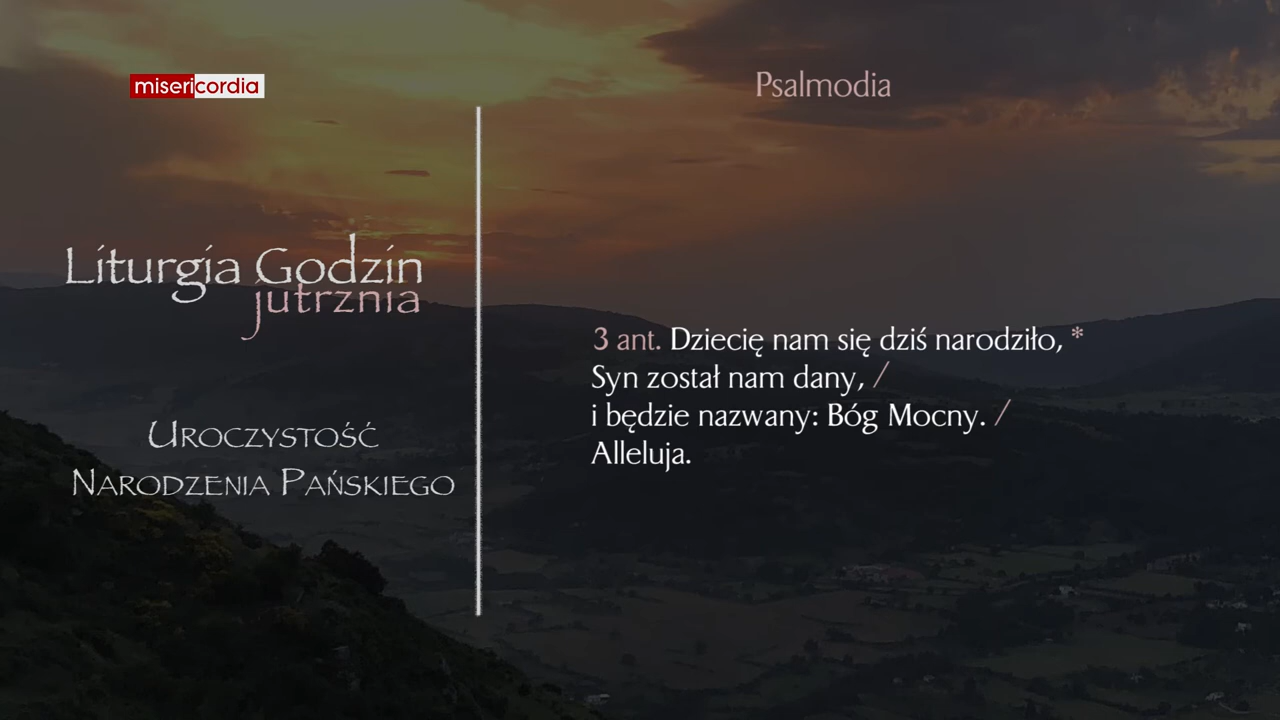 misericordia
Psalmodia
Liturgia Godzin
jutrznia
Uroczystość
Narodzenia Pańskiego
3 ant. Dziecię nam się dziś narodziło, *
Syn został nam dany, /
i będzie nazwany: Bóg Mocny. /
Alleluja.